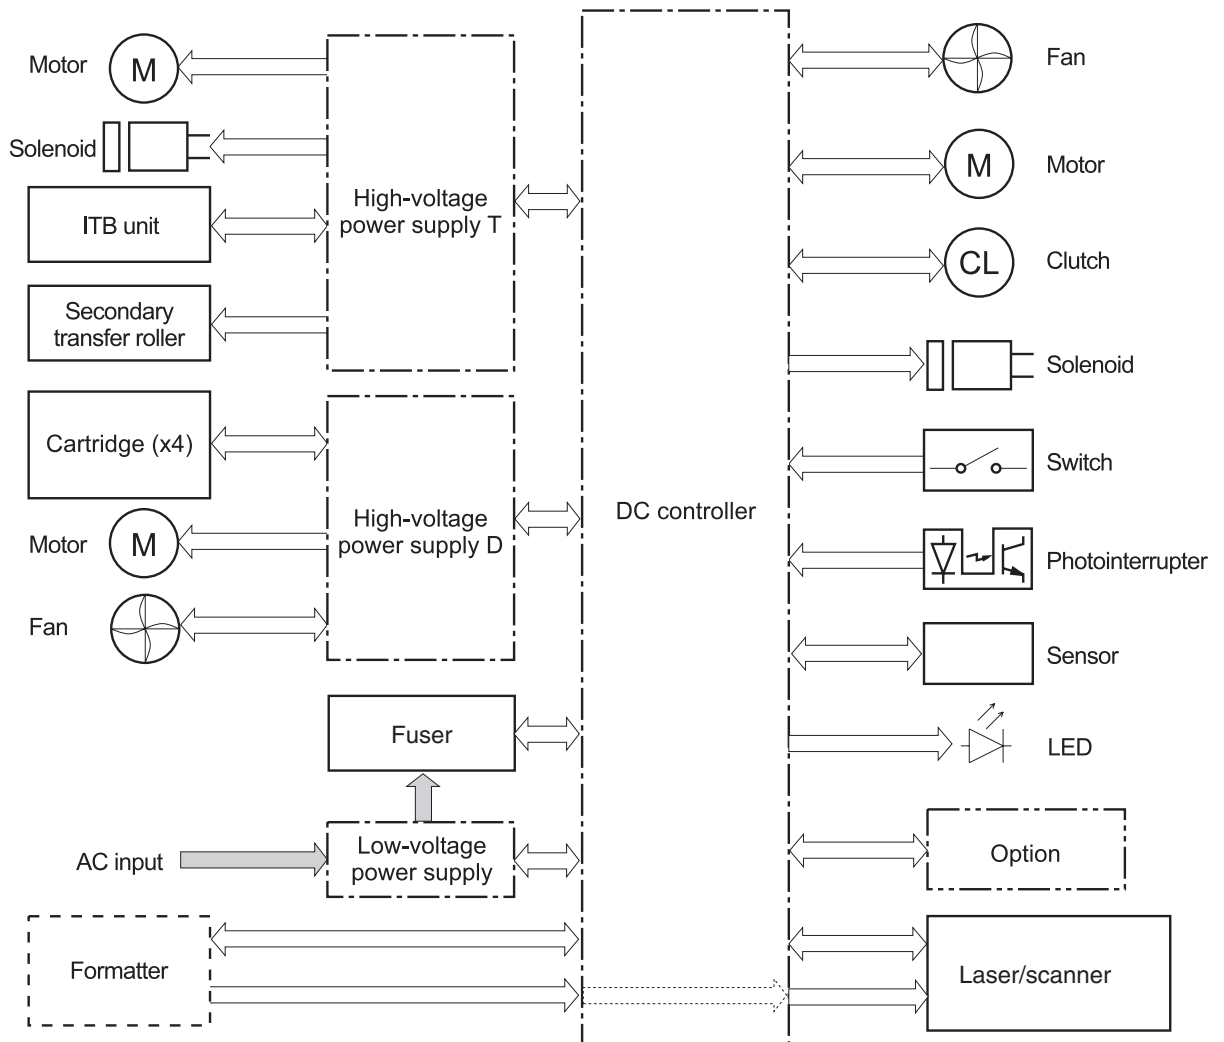 Motor
M
Solenoid
ITB unit
Secondary
transfer roller
High-voltage
power supply T
Cartridge (x4)
Motor
M
Fan
High-voltage
power supply D
Fuser
AC input
Low-voltage
power supply
Formatter
DC controller
Fan
M
Motor
CL
Clutch
Solenoid
Switch
Photointerrupter
Sensor
LED
Option
Laser/scanner